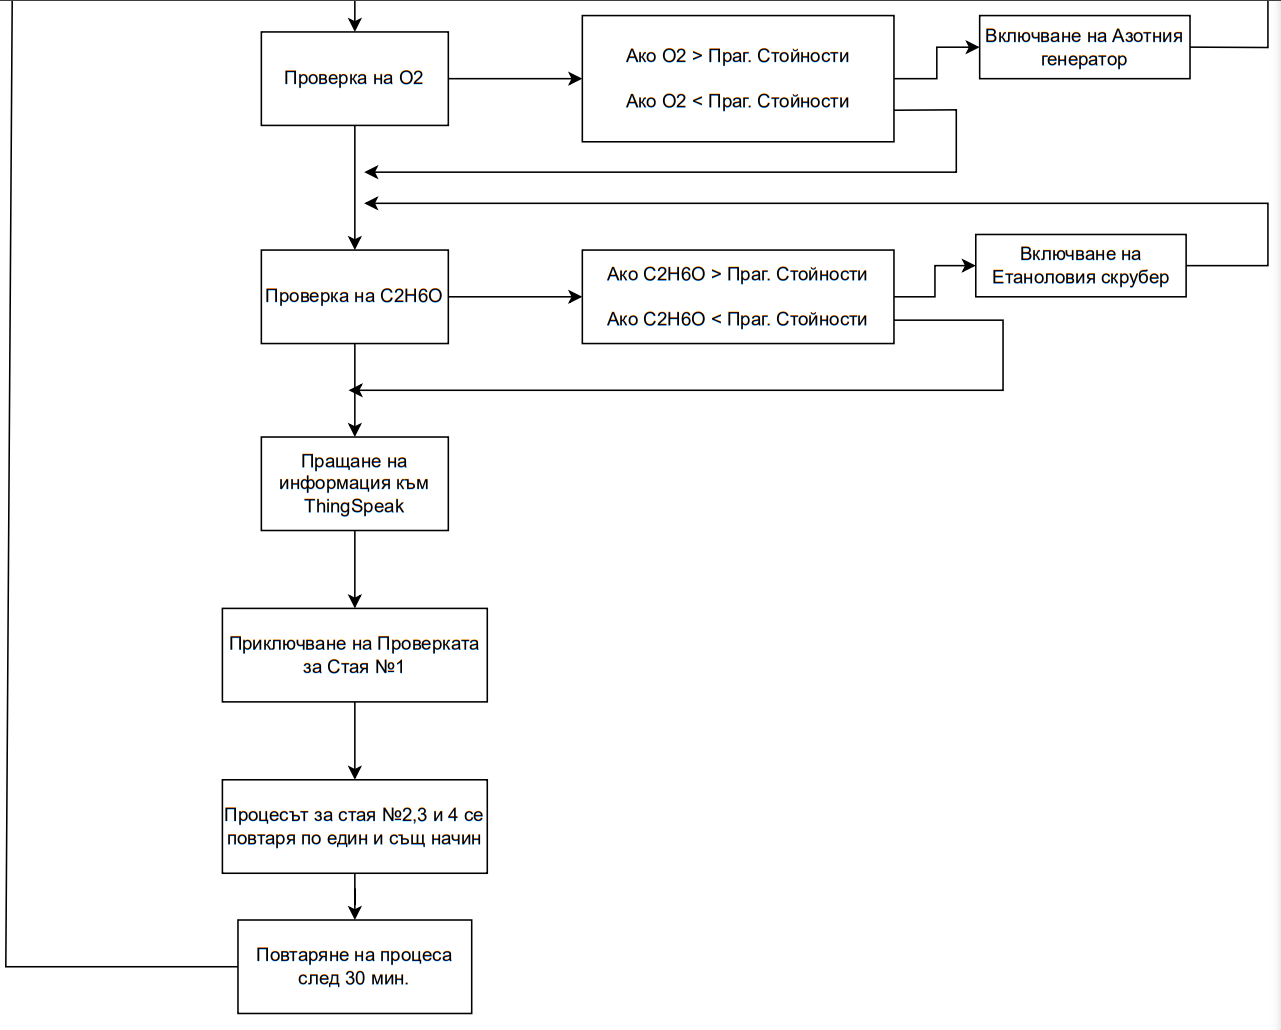 Проверка на O2
Ако O2 > Праг. Стойности
Ако O2 < Праг. Стойности
Включване на Азотния
генератор
Проверка на C2H6O
Ако C2H6O > Праг. Стойности
Ако C2H6O < Праг. Стойности
Включване на
Етаноловия скрубер
Пращане на
информация към
ThingSpeak
Приключване на Проверката
за Стая №1
Процесът за стая №2,3 и 4 се
повтаря по един и същ начин
Повтаряне на процеса
след 30 мин.